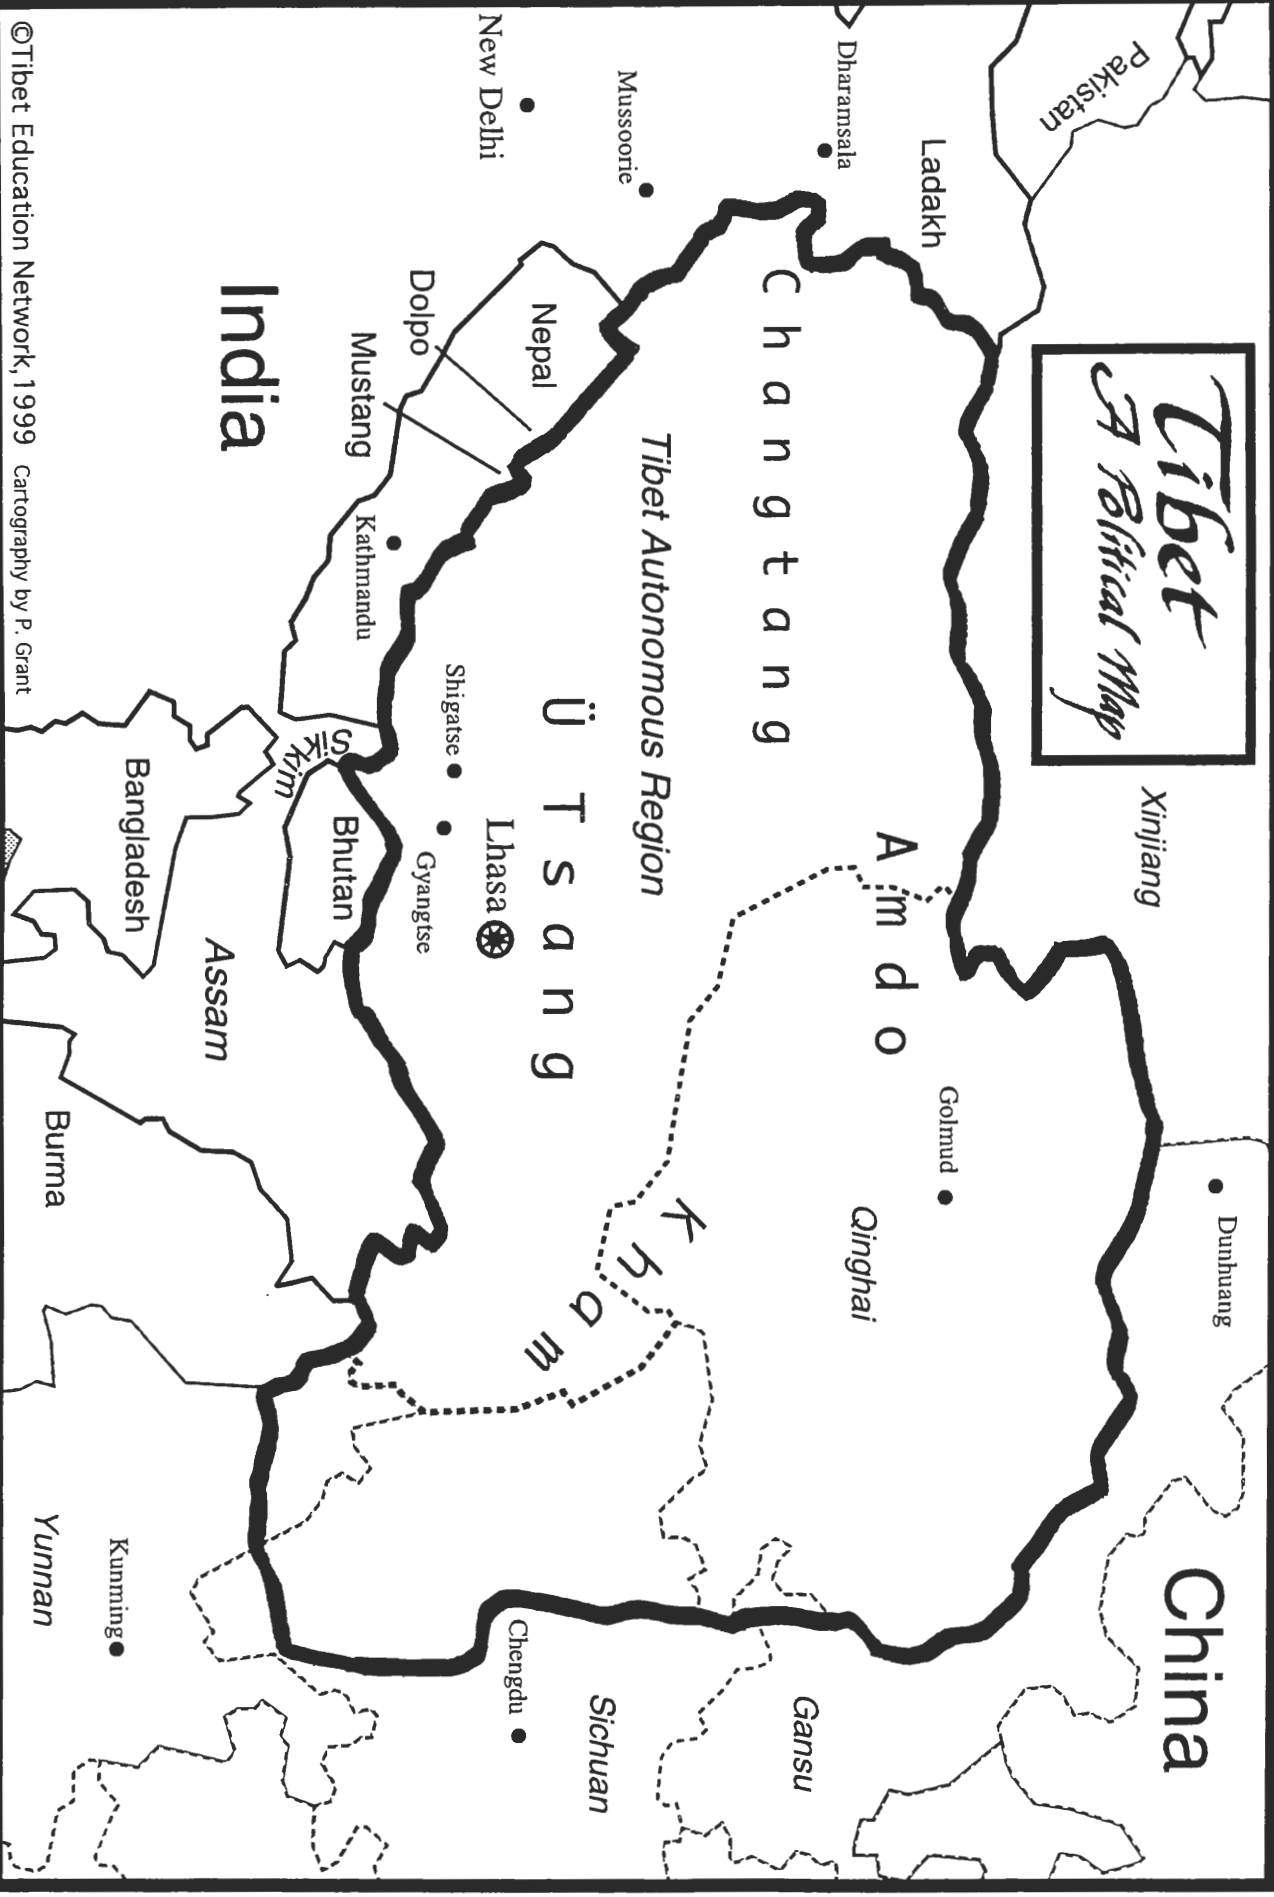 Tibet
A Political Map
Pakistan
Ladakh
Dharamsala
Mussoorie
New Delhi
Xinjiang
Dunhuang
China
Changtang
Amdo
Golmud
Qinghai
Tibet Autonomous Region
Ü Tsang
Kham
Nepal
Dolpo
Mustang
Kathmandu
Shigatse
Gyangtse
Lhasa
India
Sikkim
Bhutan
Bangladesh
Assam
Burma
Yunnan
Kunming
Chengdu
Sichuan
Gansu
©Tibet Education Network, 1999 Cartography by P. Grant